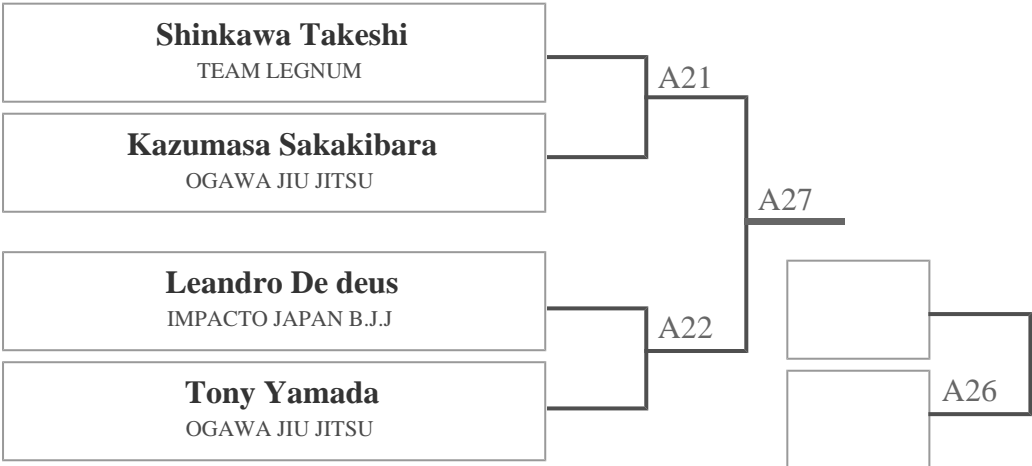 Shinkawa Takeshi
TEAM LEGNUM
A21
Kazumasa Sakakibara
OGAWA JIU JITSU
A27
Leandro De deus
IMPACTO JAPAN B.J.J
A22
Tony Yamada
OGAWA JIU JITSU
A26